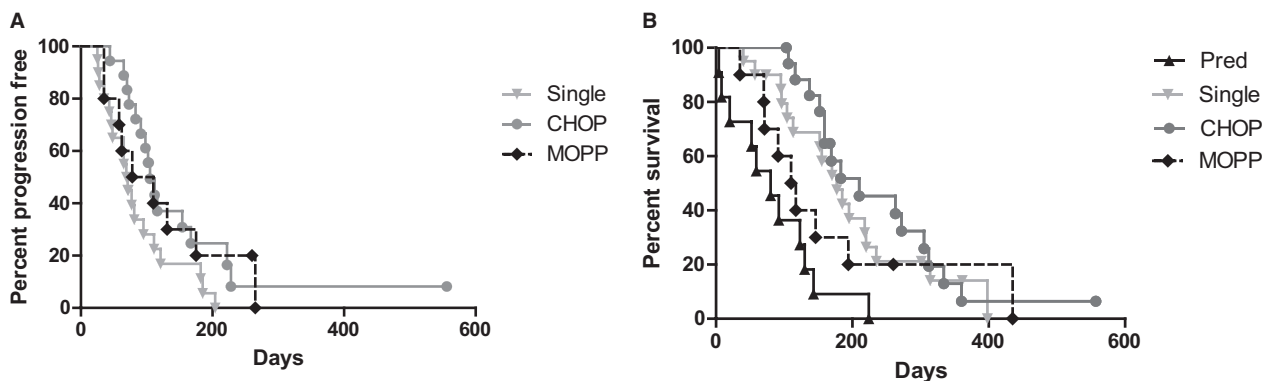 A
Percent progression free
100
80
60
40
20
0
0 200 400 600
Days
Single
CHOP
MOPP
B
Percent survival
100
80
60
40
20
0
0 200 400 600
Days
Pred
Single
CHOP
MOPP